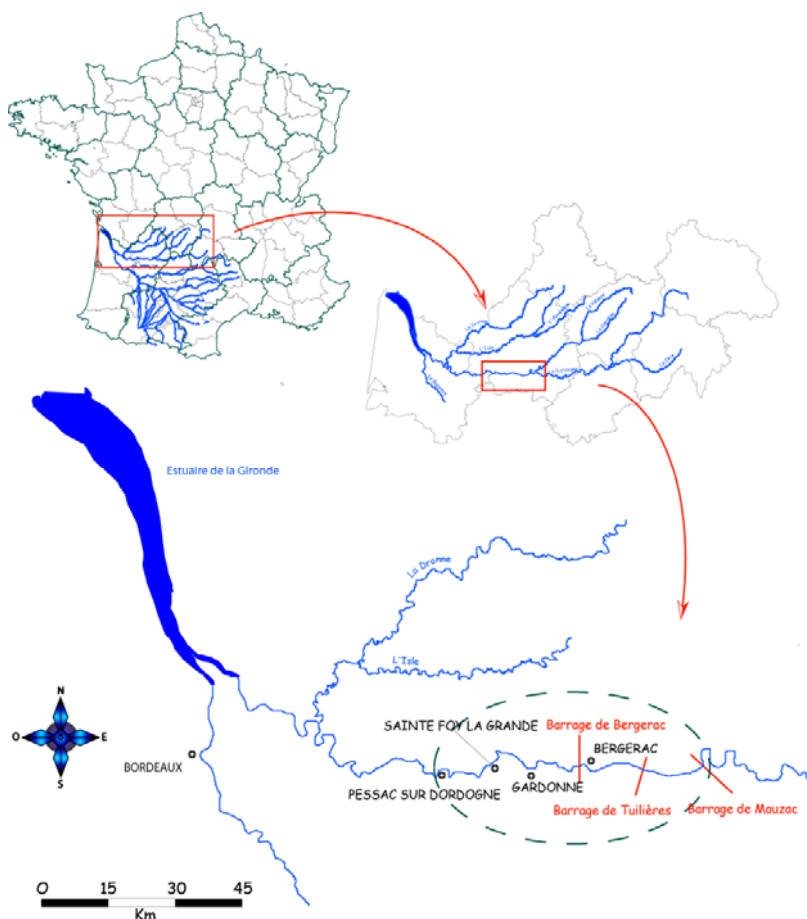 L'Isle
Estuaire de la Gironde
La Dronne
L'Isle
N
O
E
S
SAINTE FOY LA GRANDE
Barrage de Bergerac
BERGERAC
BORDEAUX
PESSAC SUR DORDOGNE
GARDONNE
Barrage de Tuilières
Barrage de Mauzac
0 15 30 45
Km